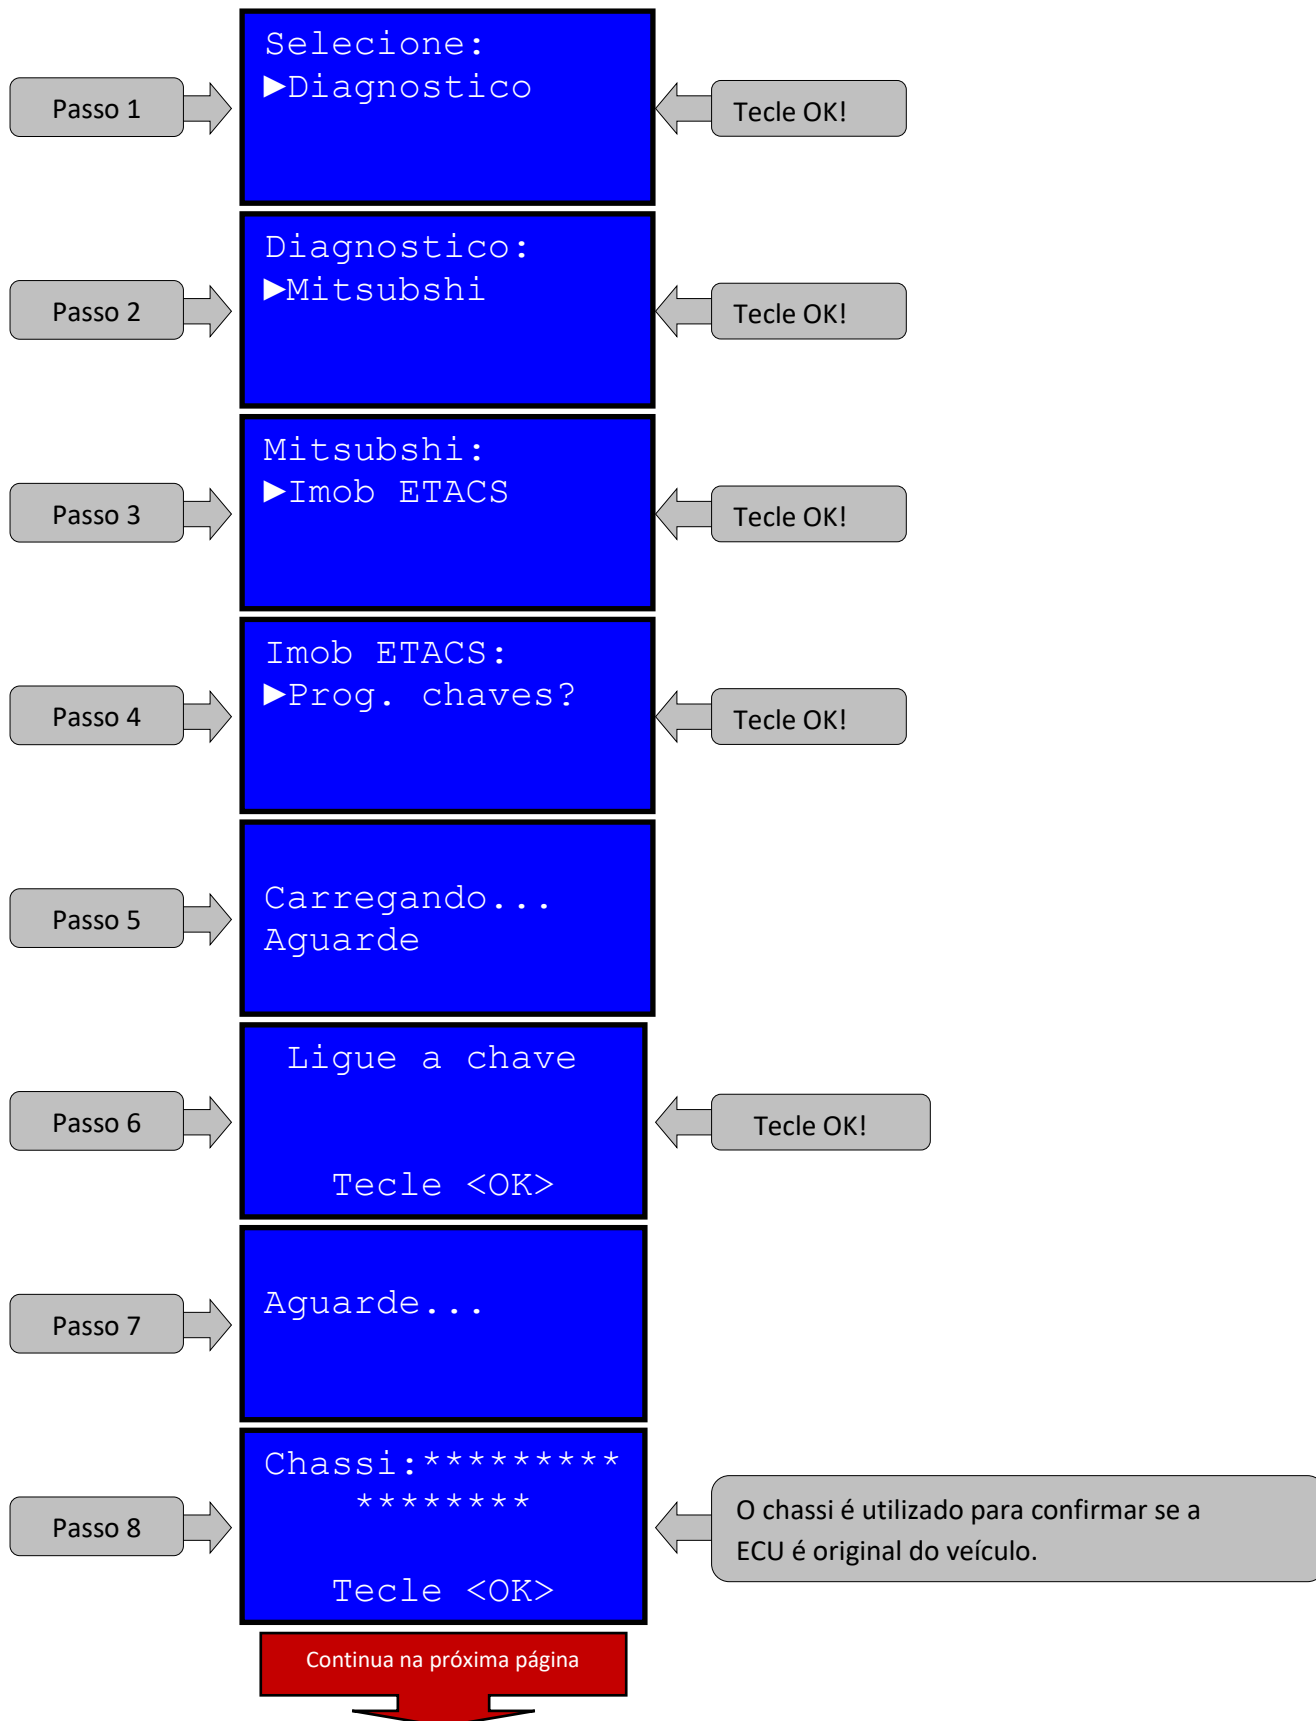 Selecione:
►Diagnostico
Passo 1
Tecle OK!
Diagnostico:
►Mitsubshi
Passo 2
Tecle OK!
Mitsubshi:
►Imob ETACS
Passo 3
Tecle OK!
Imob ETACS:
►Prog. chaves?
Passo 4
Tecle OK!
Carregando...
Aguarde
Passo 5
Ligue a chave
Tecle <OK>
Passo 6
Tecle OK!
Aguarde...
Passo 7
Chassi:*********
********
Tecle <OK>
Passo 8
O chassi é utilizado para confirmar se a
ECU é original do veículo.
Continua na próxima página